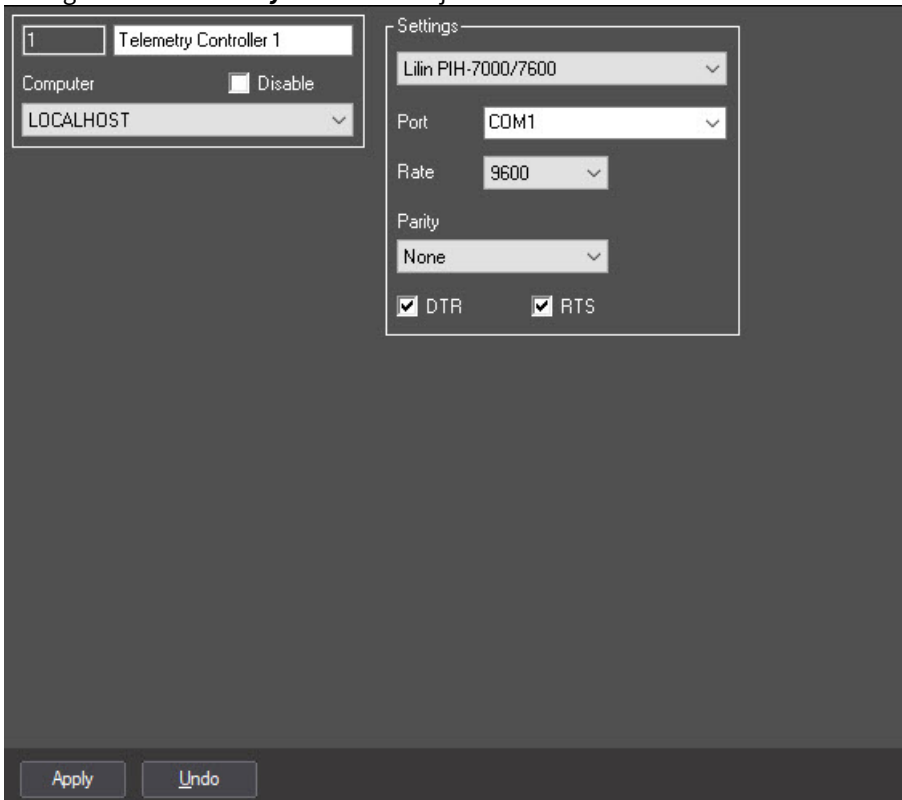 1 Telemetry Controller 1
Computer Disable
LOCALHOST
Settings
Lilin PIH-7000/7600
Port COM1
Rate 9600
Parity
None
DTR RTS
Apply Undo